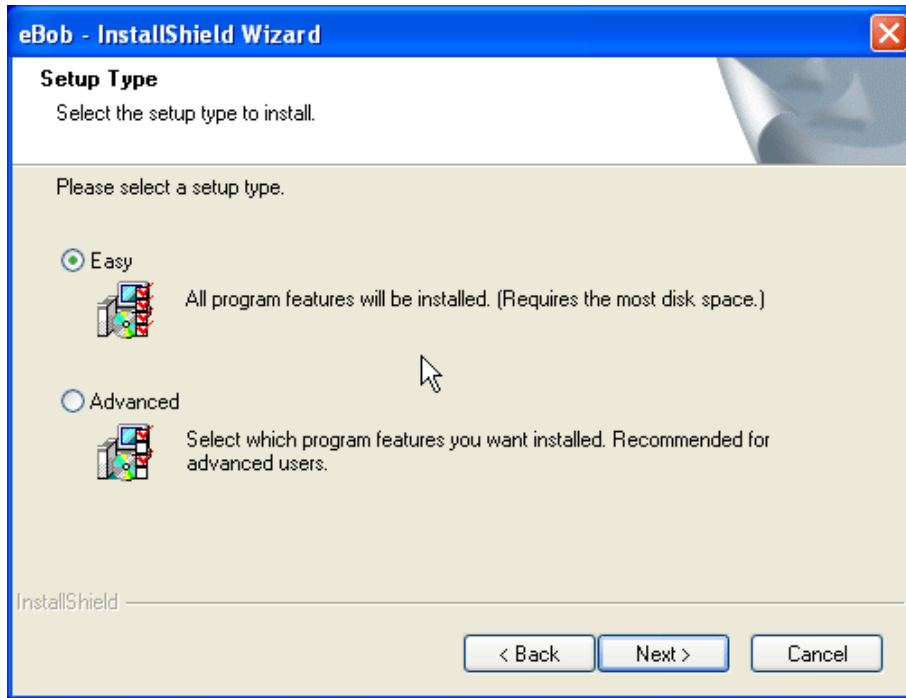 eBob - InstallShield Wizard
Setup Type
Select the setup type to install.
Please select a setup type.
Easy
All program features will be installed. (Requires the most disk space.)
Advanced
Select which program features you want installed. Recommended for
advanced users.
InstallShield
< Back Next > Cancel